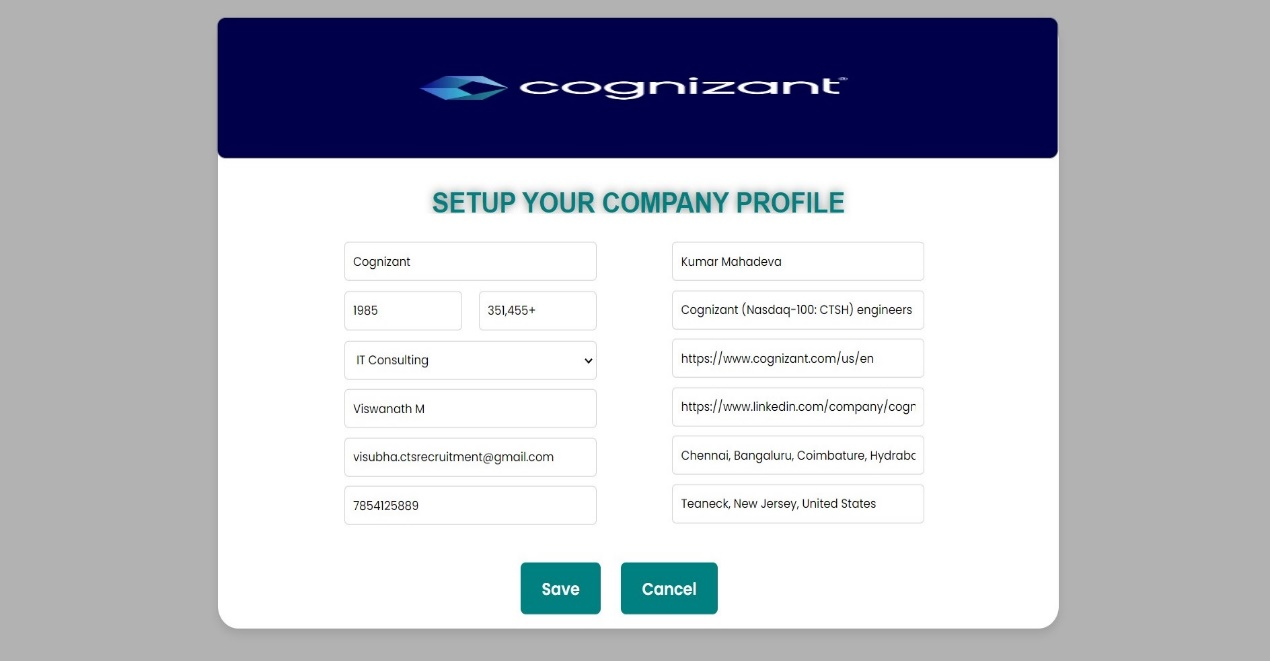 cognizant®
SETUP YOUR COMPANY PROFILE
Cognizant
Kumar Mahadeva
1985
351,455+
Cognizant (Nasdaq-100: CTSH) engineers
IT Consulting
https://www.cognizant.com/us/en
Viswanath M
https://www.linkedin.com/company/cogn
visubha.ctsrecruitment@gmail.com
Chennai, Bangaluru, Coimbature, Hydrabc
7854125889
Teaneck, New Jersey, United States
Save
Cancel